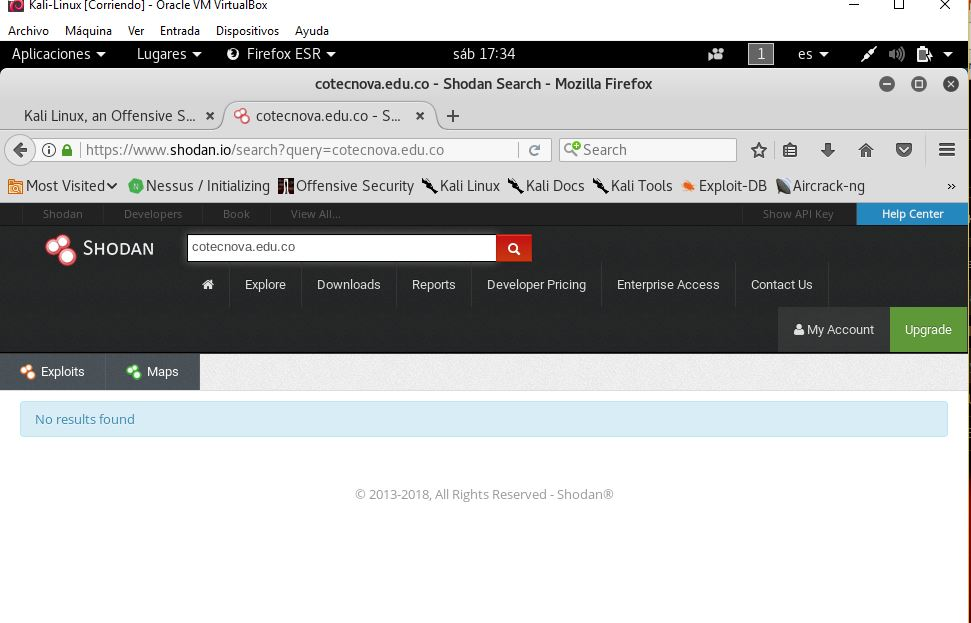 Kali-Linux [Corriendo] - Oracle VM VirtualBox
Archivo Máquina Ver Entrada Dispositivos Ayuda
Aplicaciones Lugares Firefox ESR sáb 17:34 1 es
cotecnova.edu.co - Shodan Search - Mozilla Firefox
Kali Linux, an Offensive S... cotecnova.edu.co - S...
https://www.shodan.io/search?query=cotecnova.edu.co Search
Most Visited Nessus / Initializing Offensive Security Kali Linux Kali Docs Kali Tools Exploit-DB Aircrack-ng »
Shodan Developers Book View All... Show API Key Help Center
SHODAN cotecnova.edu.co
Explore Downloads Reports Developer Pricing Enterprise Access Contact Us
My Account Upgrade
Exploits Maps
No results found
© 2013-2018, All Rights Reserved - Shodan®